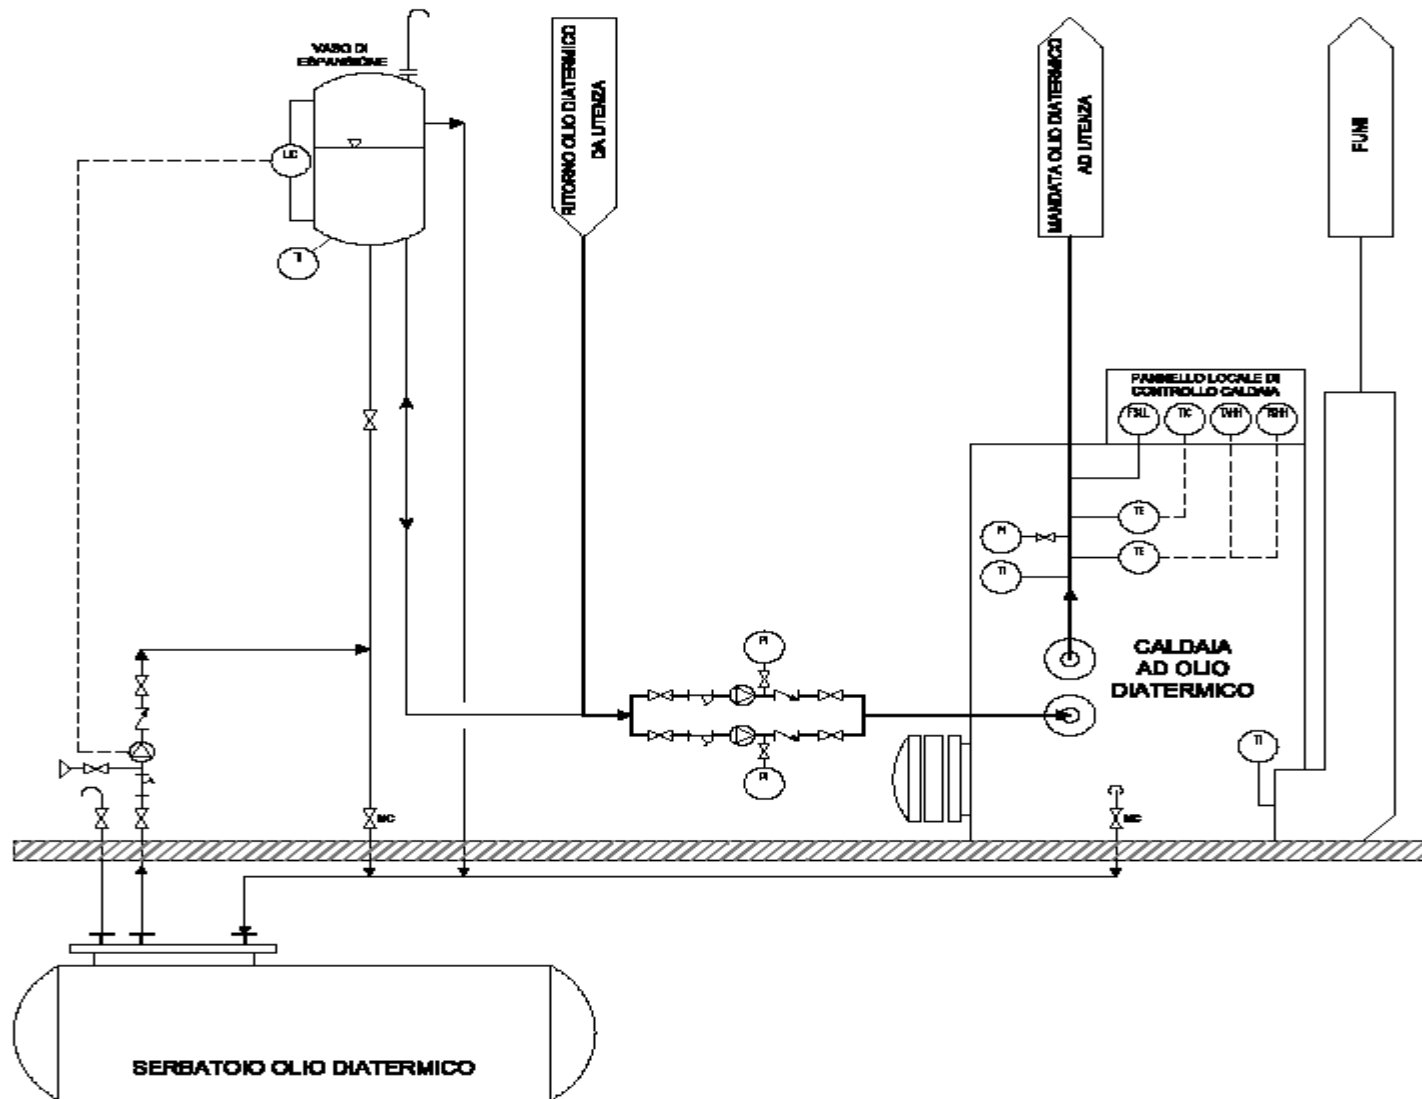 VASO DI
ESPANSIONE
RITORNO OLIO DIATERMICO
DA UTENZA
MANDATA OLIO DIATERMICO
AD UTENZA
FUMI
TI
PANNELLO LOCALE DI
CONTROLLO CALDAIA
FSLL
TIC
TAHH
TSHH
TE
PI
TE
TI
CALDAIA
AD OLIO
DIATERMICO
PI
PI
TI
MC
MC
SERBATOIO OLIO DIATERMICO